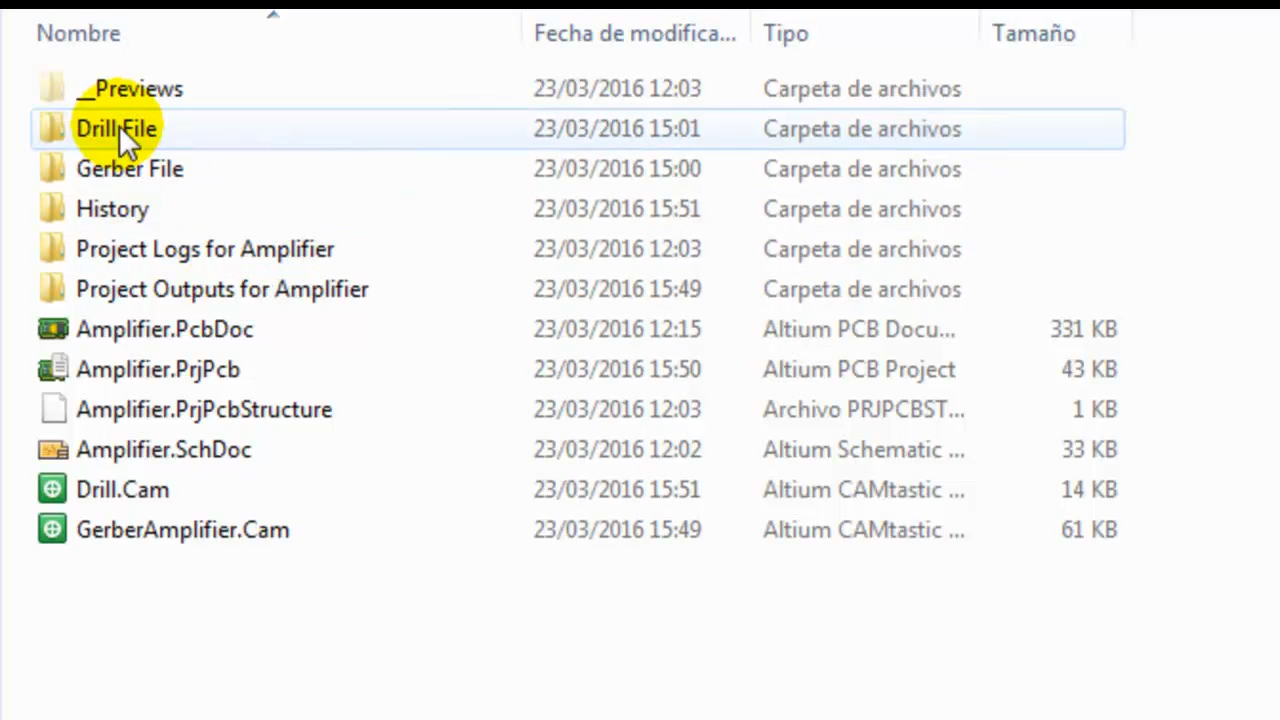 Nombre Fecha de modifica... Tipo Tamaño
__Previews 23/03/2016 12:03 Carpeta de archivos
Drill File 23/03/2016 15:01 Carpeta de archivos
Gerber File 23/03/2016 15:00 Carpeta de archivos
History 23/03/2016 15:51 Carpeta de archivos
Project Logs for Amplifier 23/03/2016 12:03 Carpeta de archivos
Project Outputs for Amplifier 23/03/2016 15:49 Carpeta de archivos
Amplifier.PcbDoc 23/03/2016 12:15 Altium PCB Docu... 331 KB
Amplifier.PrjPcb 23/03/2016 15:50 Altium PCB Project 43 KB
Amplifier.PrjPcbStructure 23/03/2016 12:03 Archivo PRJPCBST... 1 KB
Amplifier.SchDoc 23/03/2016 12:02 Altium Schematic ... 33 KB
Drill.Cam 23/03/2016 15:51 Altium CAMtastic ... 14 KB
GerberAmplifier.Cam 23/03/2016 15:49 Altium CAMtastic ... 61 KB